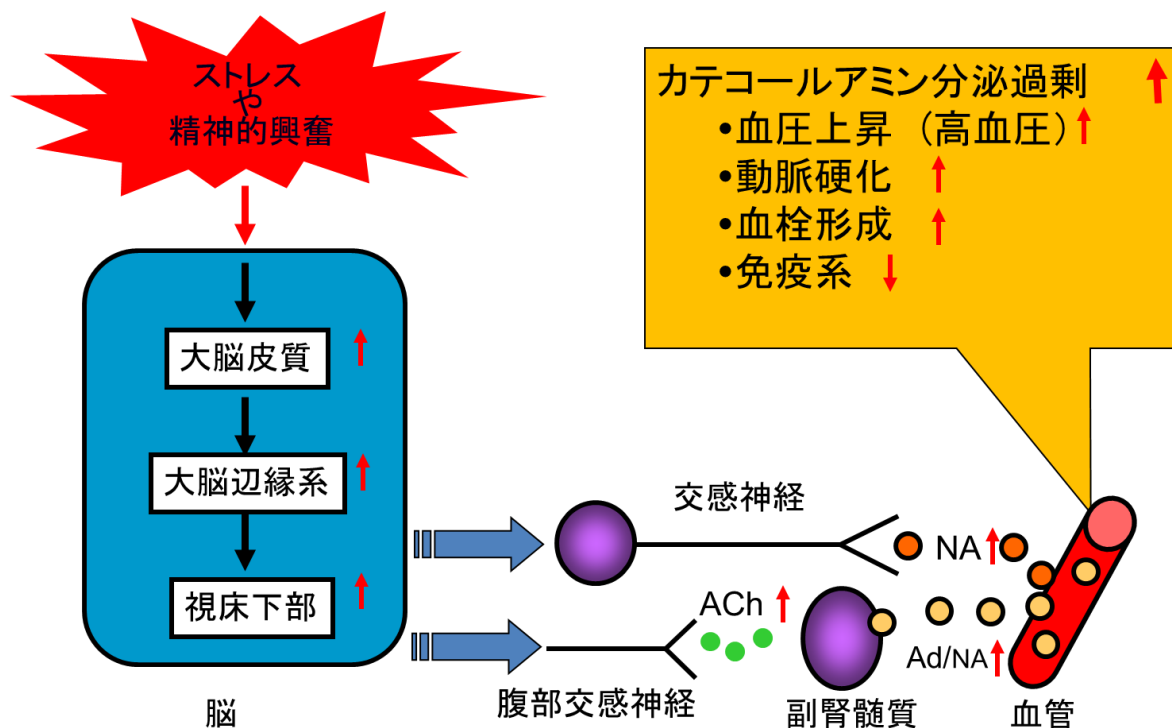 ストレス
や
精神的興奮
カテコールアミン分泌過剰
•血圧上昇 （高血圧）
•動脈硬化
•血栓形成
•免疫系
大脳皮質
大脳辺縁系
視床下部
脳
交感神経
NA
ACh
Ad/NA
腹部交感神経
副腎髄質
血管